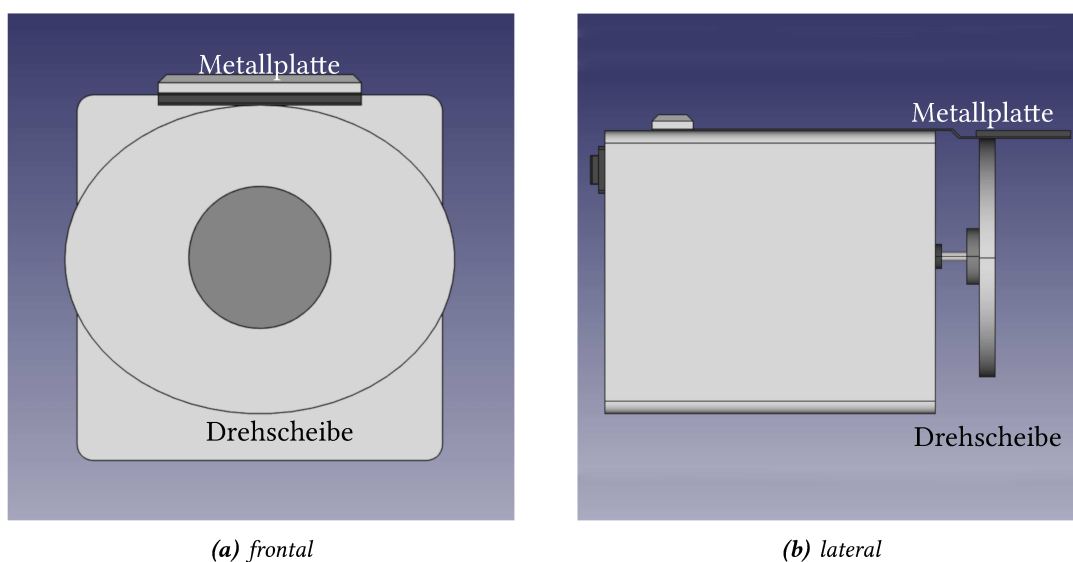 Metallplatte
Drehscheibe
(a) frontal
Metallplatte
Drehscheibe
(b) lateral